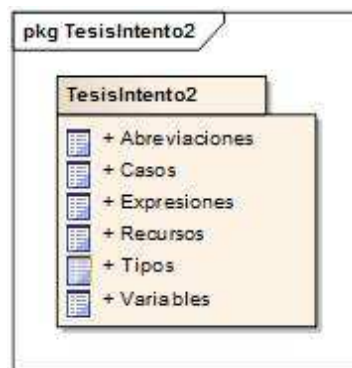 pkg TesisIntento2
TesisIntento2
+ Abreviaciones
+ Casos
+ Expresiones
+ Recursos
+ Tipos
+ Variables